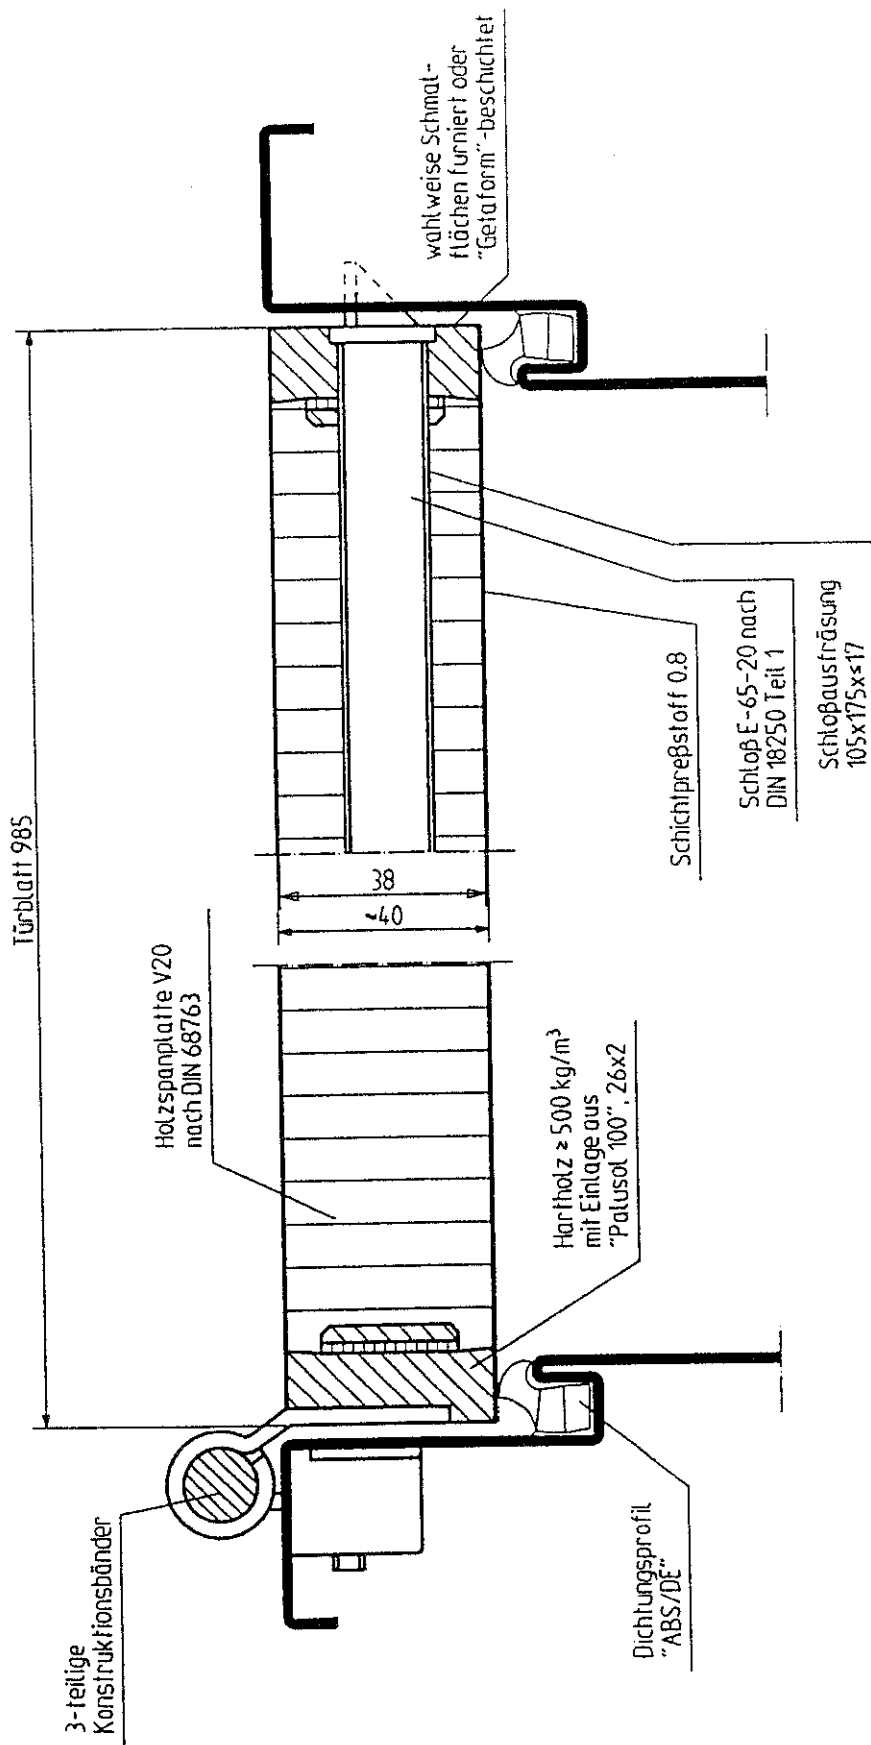 3-teilige
Konstruktionsbänder
Türblatt 985
Holzspanplatte V20
nach DIN 68763
38
~40
wahlweise Schmal-
flächen furniert oder
"Getaform"-beschichtet
Dichtungsprofil
"ABS/DE"
Hartholz ≥ 500 kg/m³
mit Einlage aus
"Palusol 100", 26x2
Schichtpreßstoff 0.8
Schloß E-65-20 nach
DIN 18250 Teil 1
Schloßausfräsung
105x175x≤17